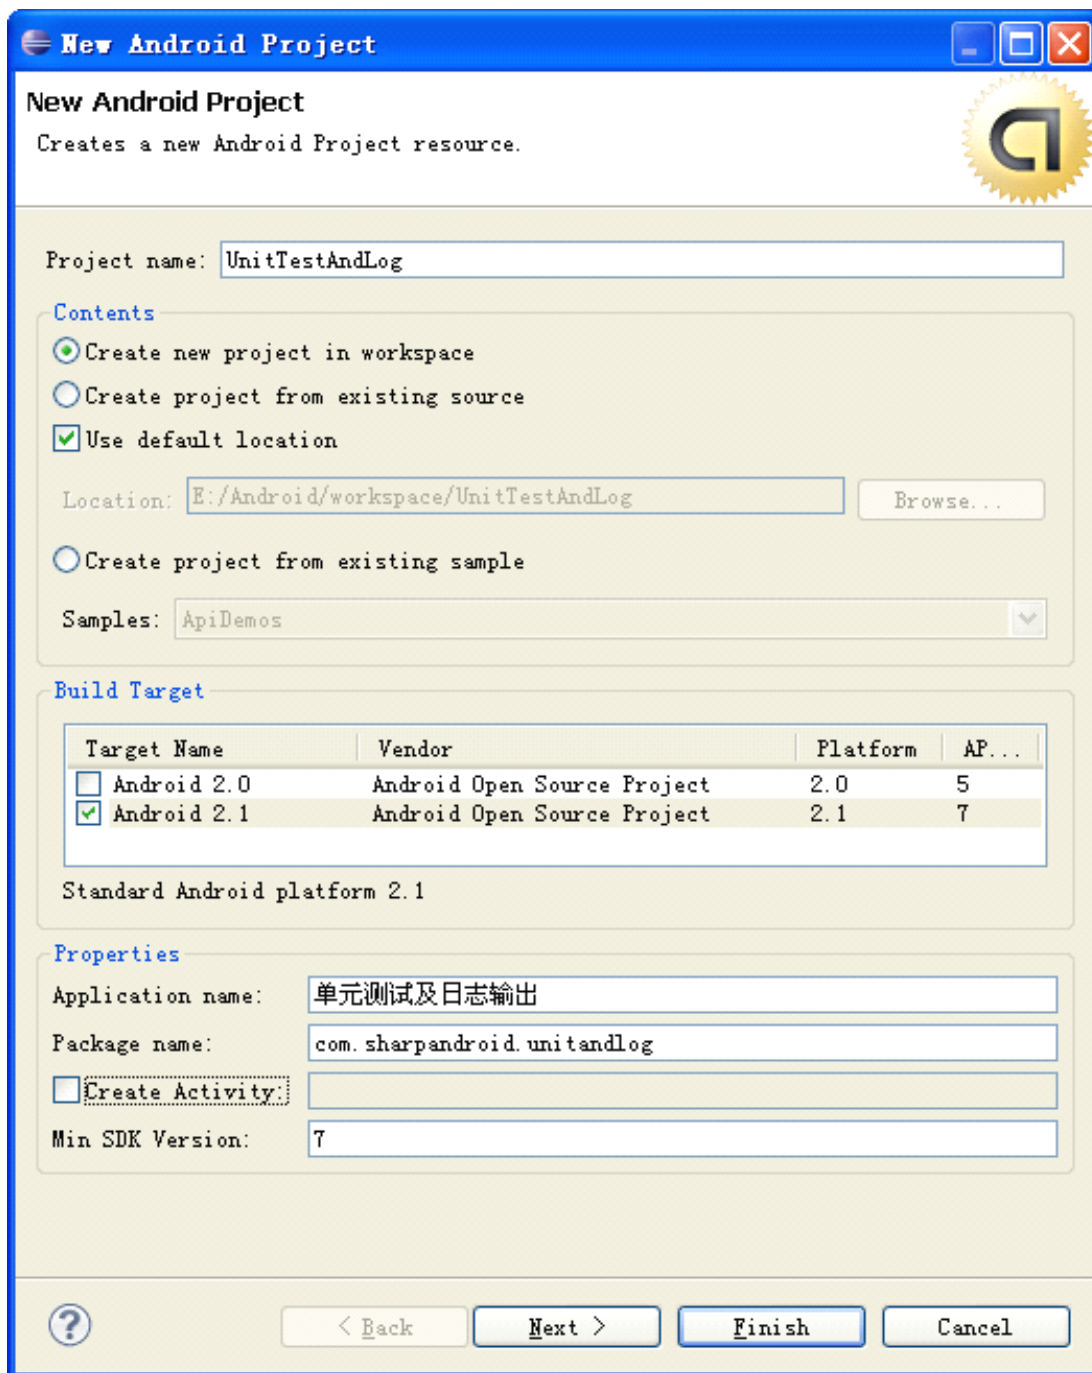 New Android Project
New Android Project
Creates a new Android Project resource.
Project name: UnitTestAndLog
Contents
Create new project in workspace
Create project from existing source
Use default location
Location: E:/Android/workspace/UnitTestAndLog Browse...
Create project from existing sample
Samples: ApiDemos
Build Target
Target Name Vendor Platform AP...
Android 2.0 Android Open Source Project 2.0 5
Android 2.1 Android Open Source Project 2.1 7
Standard Android platform 2.1
Properties
Application name: 单元测试及日志输出
Package name: com.sharpandroid.unitandlog
Create Activity:
Min SDK Version: 7
? < Back Next > Finish Cancel